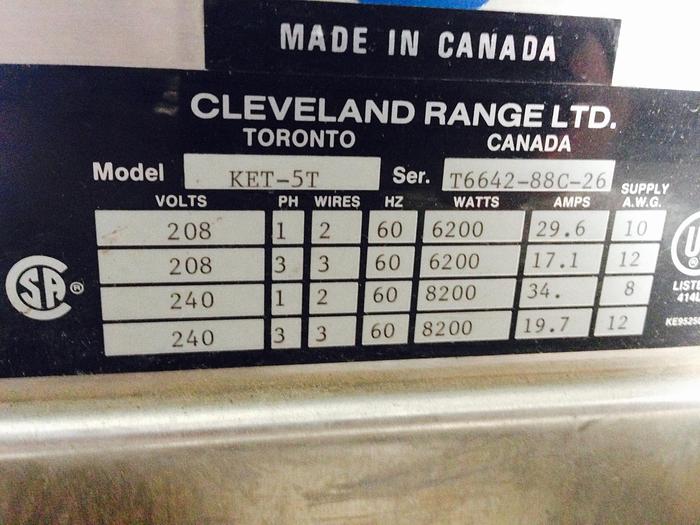 MADE IN CANADA
CLEVELAND RANGE LTD.
TORONTO CANADA
Model KET-5T Ser. T6642-88C-26
VOLTS PH WIRES HZ WATTS AMPS SUPPLY A.W.G.
208 1 2 60 6200 29.6 10
208 3 3 60 6200 17.1 12
240 1 2 60 8200 34. 8
240 3 3 60 8200 19.7 12
SA ®
U ®